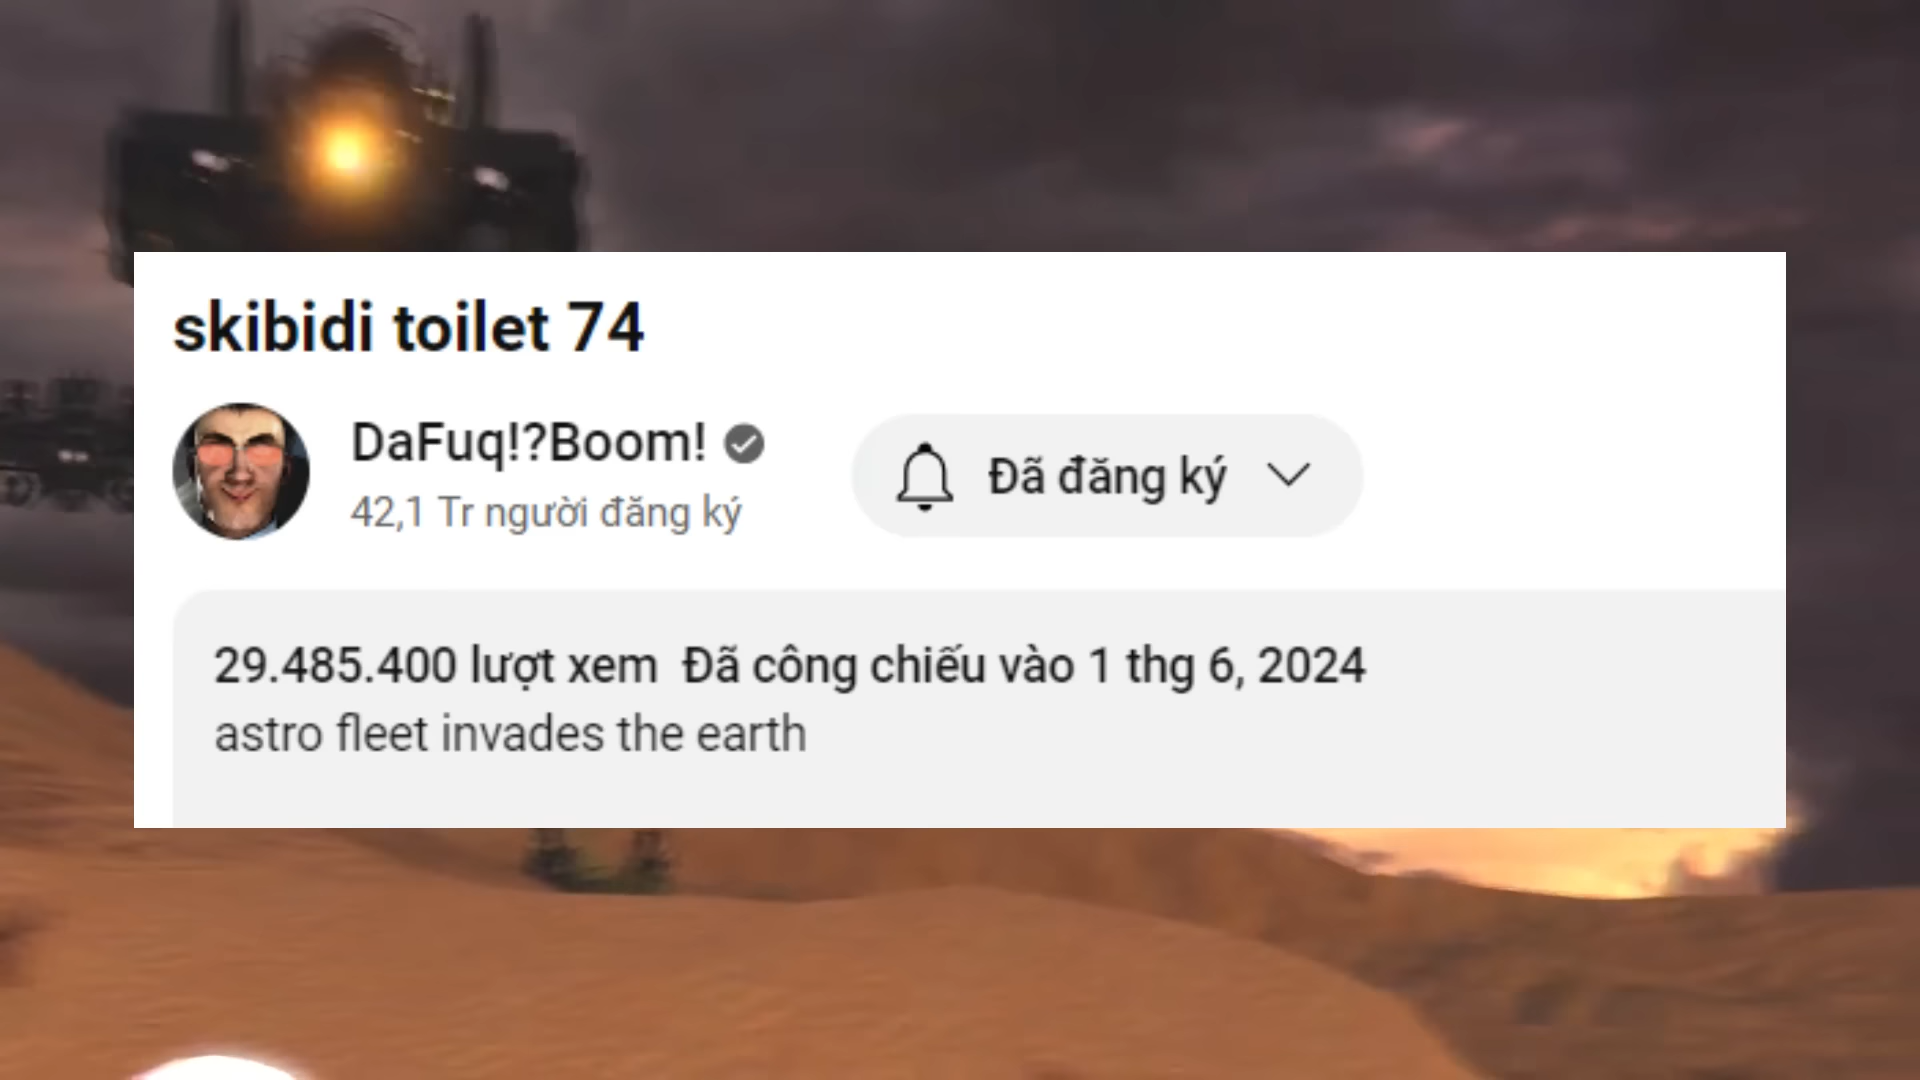 skibidi toilet 74
DaFuq!?Boom!
42,1 Tr người đăng ký
Đã đăng ký
29.485.400 lượt xem Đã công chiếu vào 1 thg 6, 2024
astro fleet invades the earth